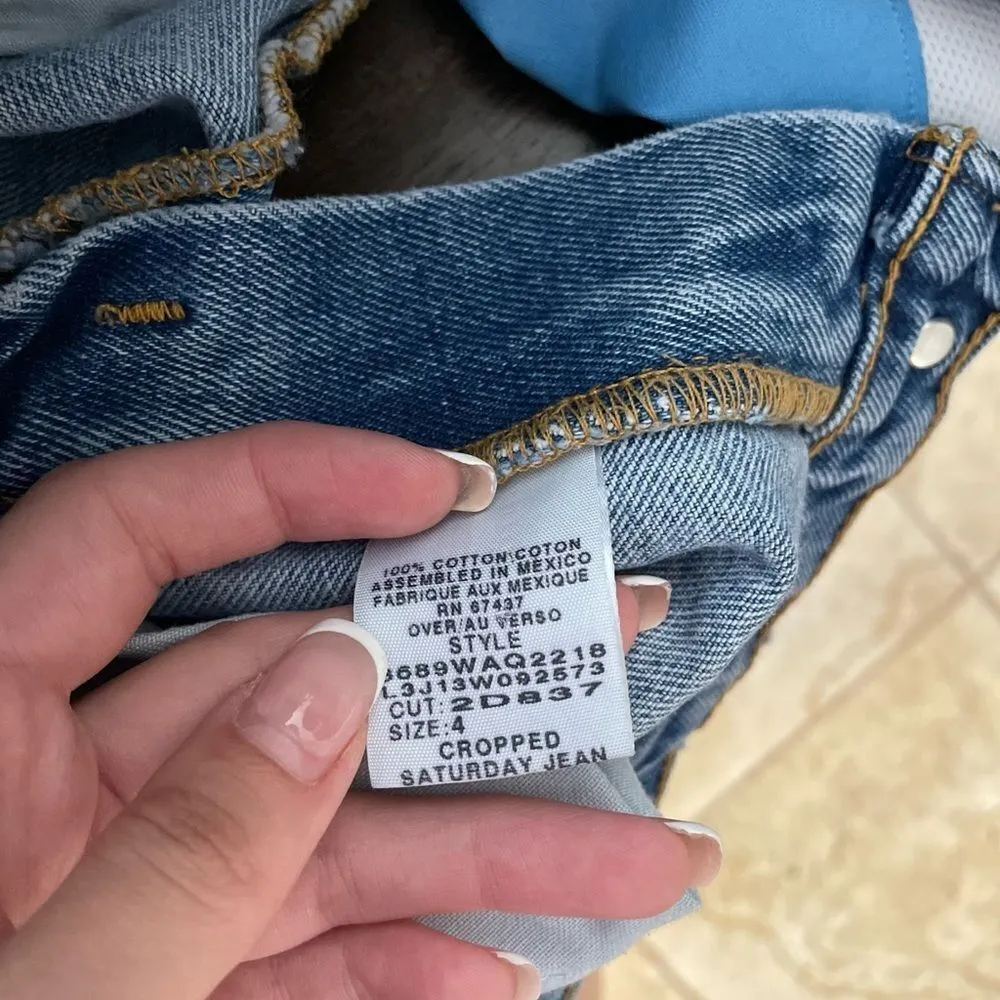 100% COTTON\COTON
ASSEMBLED IN MEXICO
FABRIQUE AUX MEXIQUE
RN 67437
OVER/AU VERSO
STYLE
689WAQ2218
L3J13W092573
CUT: 2D837
SIZE:4
CROPPED
SATURDAY JEAN